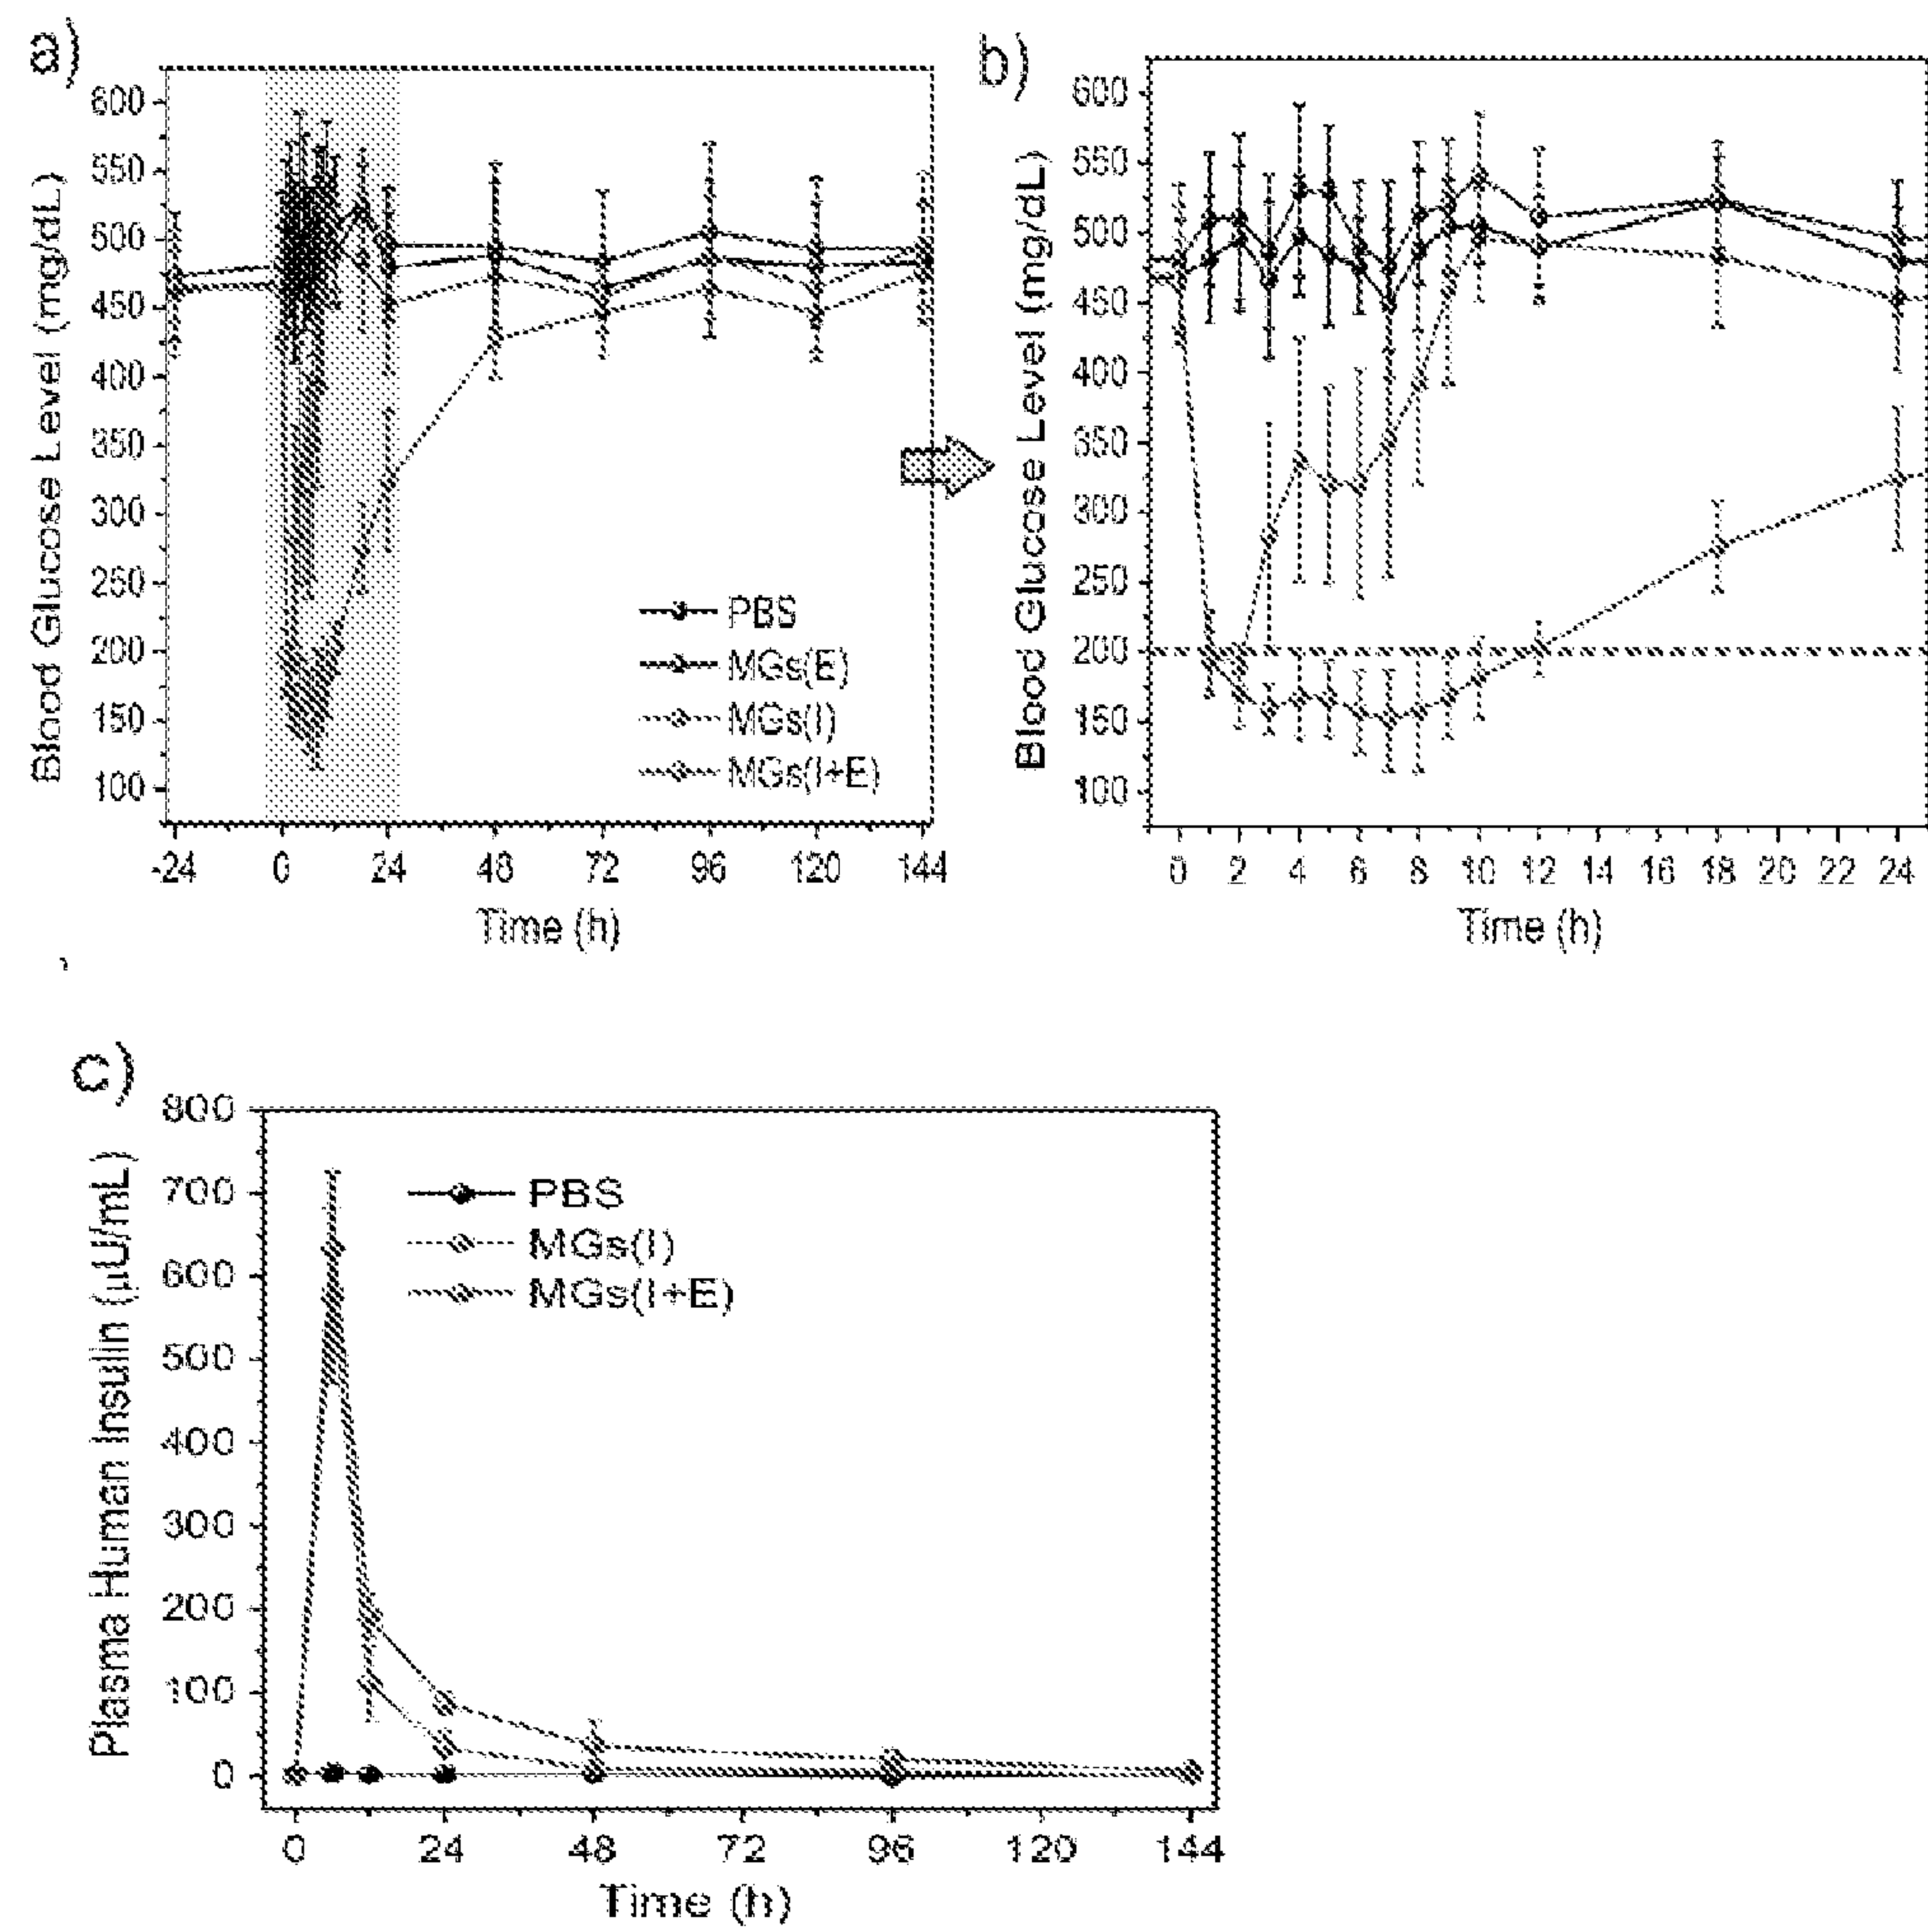 a)
Blood Glucose Level (mg/dL)
600
550
500
450
400
350
300
250
200
150
100
PBS
MGs(E)
MGs(I)
MGs(I+E)
-24 0 24 48 72 96 120 144
Time (h)
b)
Blood Glucose Level (mg/dL)
600
550
500
450
400
350
300
250
200
150
100
0 2 4 6 8 10 12 14 16 18 20 22 24
Time (h)
c)
Plasma Human Insulin (μU/mL)
800
700
600
500
400
300
200
100
0
PBS
MGs(I)
MGs(I+E)
0 24 48 72 96 120 144
Time (h)